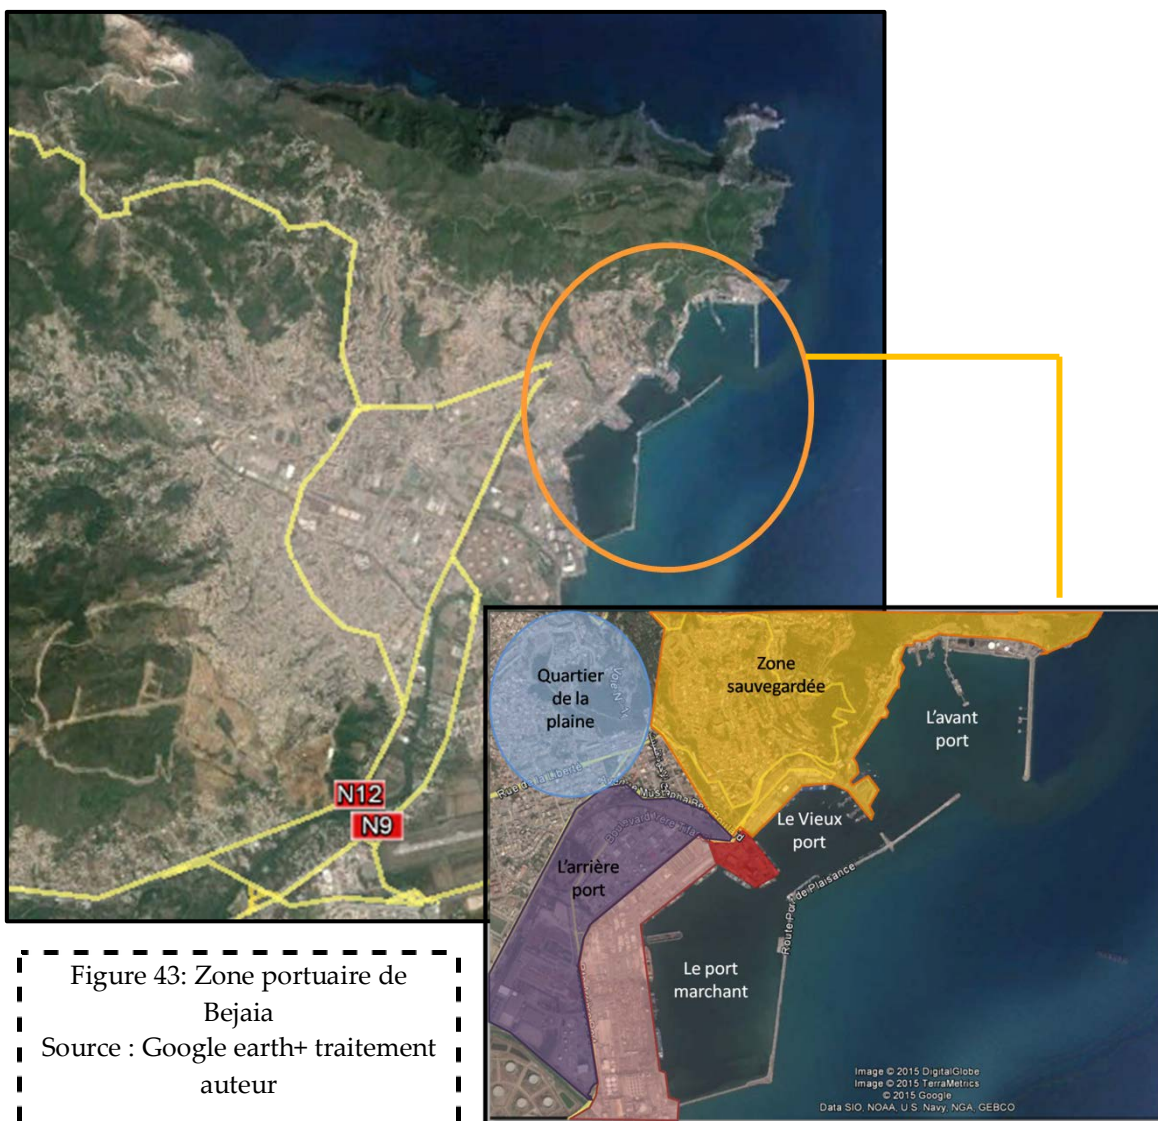 N12
N9
Quartier
de la
plaine
Zone
sauvegardée
L'avant
port
Rue de la Liberté
Le Vieux
port
L'arrière
port
Route Port de Plaisance
Le port
marchant
Image © 2015 DigitalGlobe
Image © 2015 TerraMetrics
© 2015 Google
Data SIO, NOAA, U.S. Navy, NGA, GEBCO
Figure 43: Zone portuaire de
Bejaia
Source : Google earth+ traitement
auteur